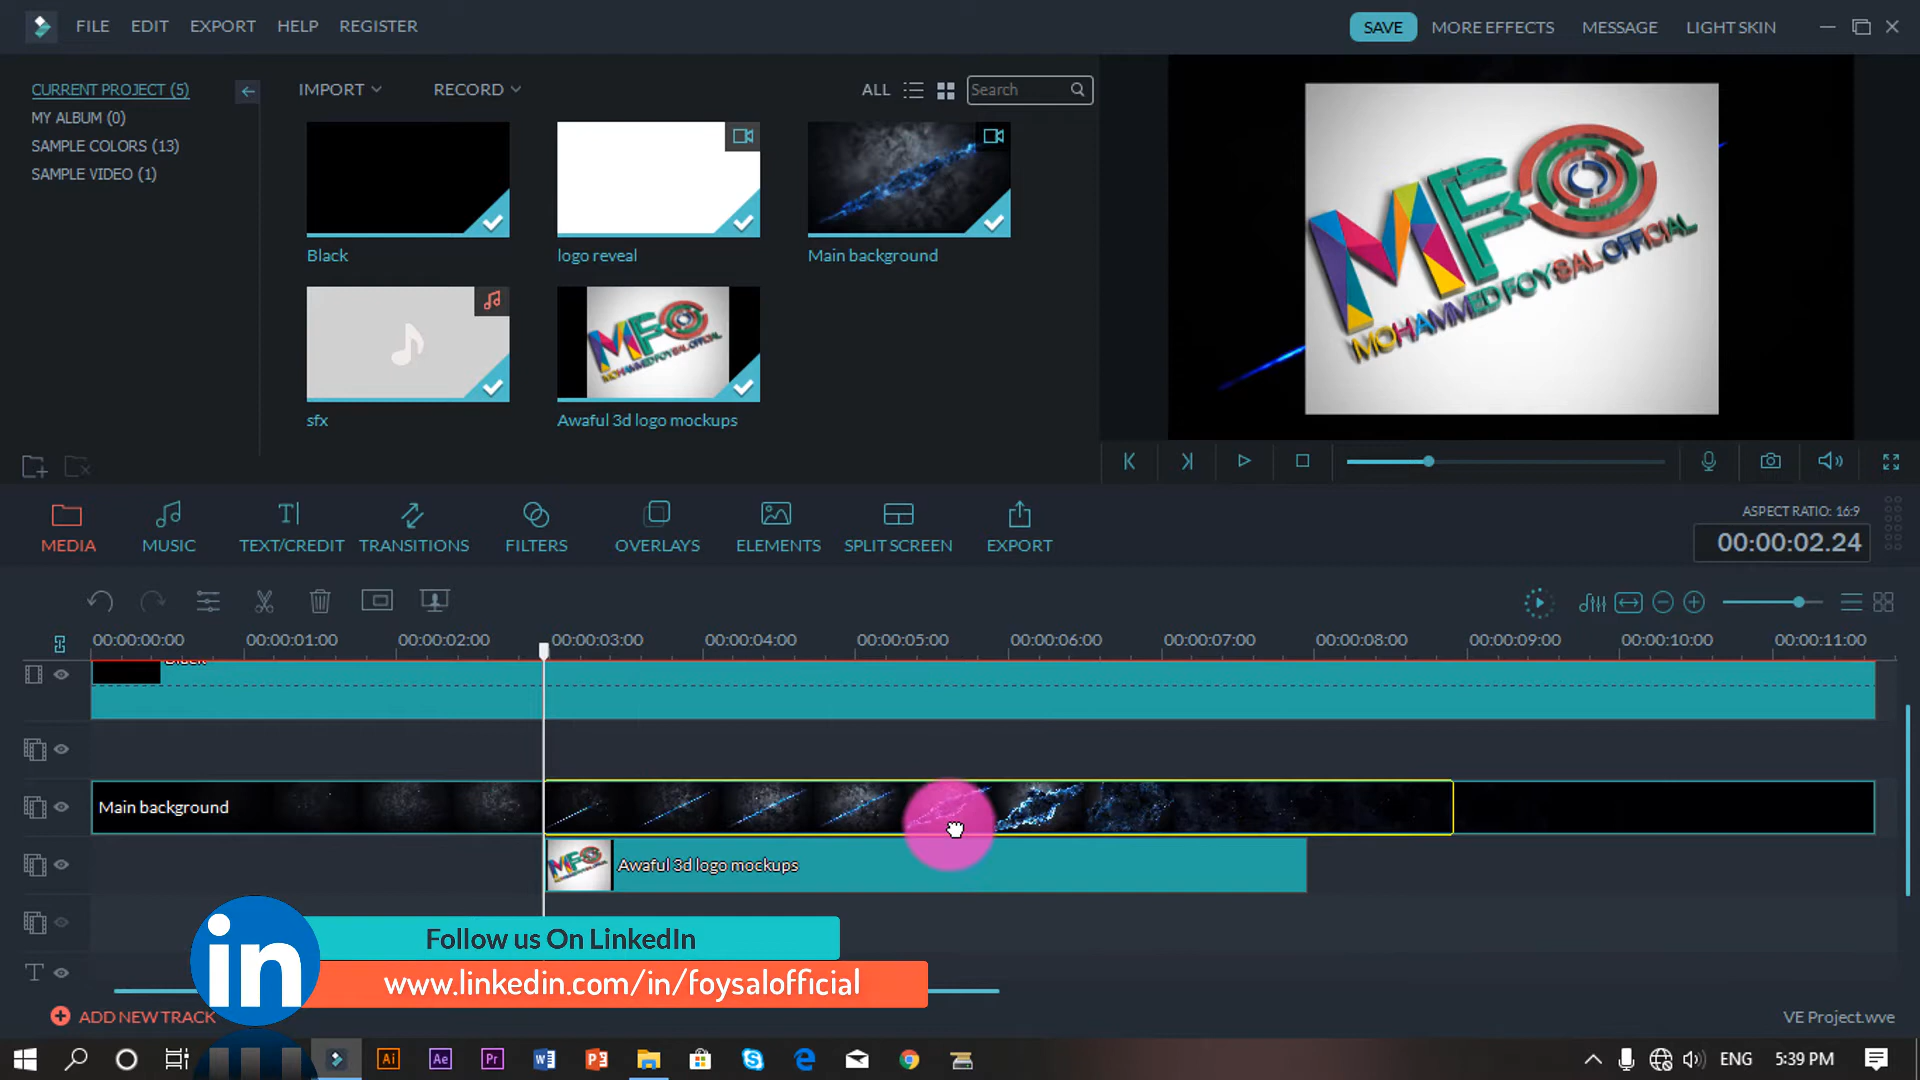 FILE EDIT EXPORT HELP REGISTER
SAVE MORE EFFECTS MESSAGE LIGHT SKIN
CURRENT PROJECT (5)
MY ALBUM (0)
SAMPLE COLORS (13)
SAMPLE VIDEO (1)
IMPORT RECORD ALL Search
Black logo reveal Main background
MFO
MOHAMMEDFOYSALOFFICIAL
sfx Awaful 3d logo mockups
MFO
MOHAMMEDFOYSALOFFICIAL
MEDIA MUSIC TEXT/CREDIT TRANSITIONS FILTERS OVERLAYS ELEMENTS SPLIT SCREEN EXPORT
ASPECT RATIO: 16:9
00:00:02.24
00:00:00:00 00:00:01:00 00:00:02:00 00:00:03:00 00:00:04:00 00:00:05:00 00:00:06:00 00:00:07:00 00:00:08:00 00:00:09:00 00:00:10:00 00:00:11:00
Black
Main background
Awaful 3d logo mockups
in
Follow us On LinkedIn
www.linkedin.com/in/foysalofficial
ADD NEW TRACK
VE Project.wve
ENG 5:39 PM